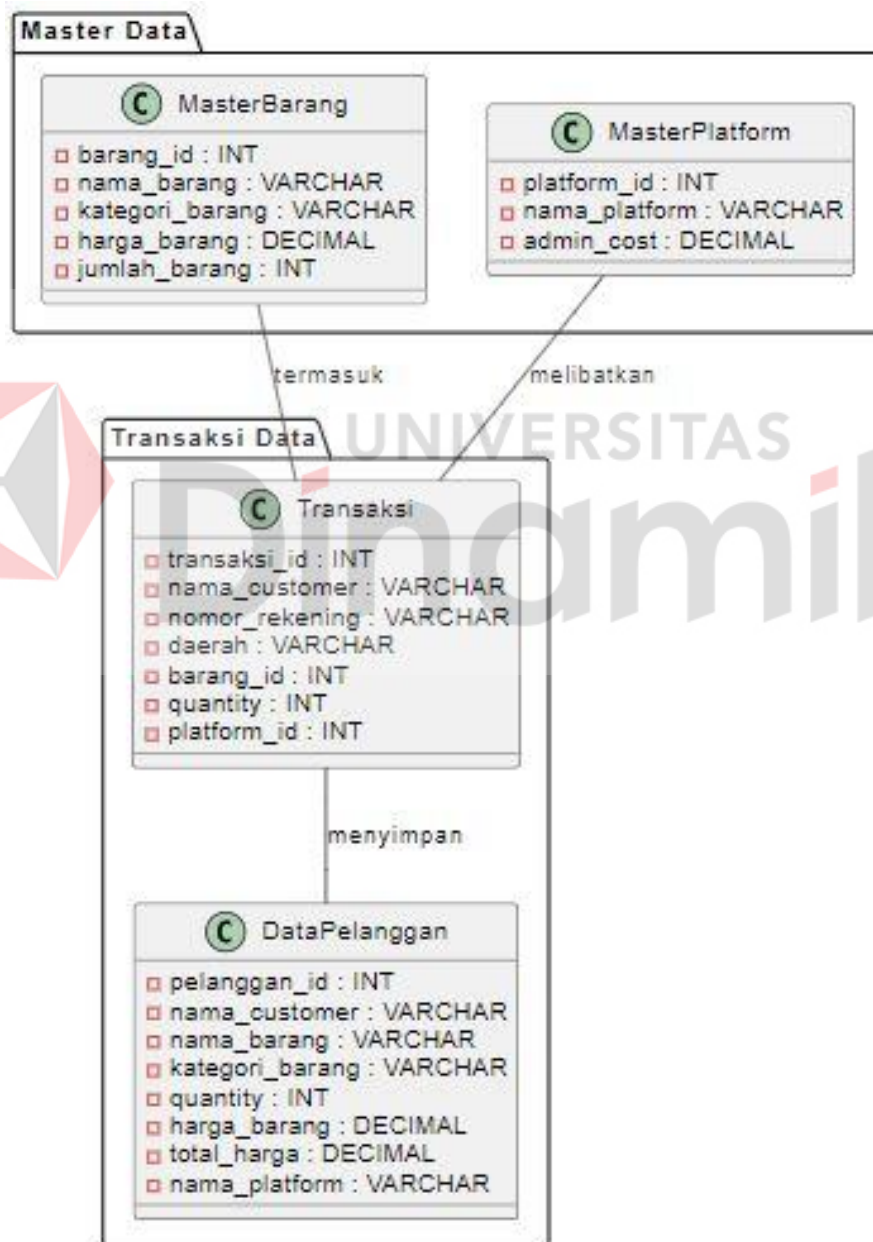 Master Data
C MasterBarang
barang_id : INT
nama_barang : VARCHAR
kategori_barang : VARCHAR
harga_barang : DECIMAL
jumlah_barang : INT
C MasterPlatform
platform_id : INT
nama_platform : VARCHAR
admin_cost : DECIMAL
termasuk
melibatkan
UNIVERSITAS
Dinami
Transaksi Data
C Transaksi
transaksi_id : INT
nama_customer : VARCHAR
nomor_rekening : VARCHAR
daerah : VARCHAR
barang_id : INT
quantity : INT
platform_id : INT
menyimpan
C DataPelanggan
pelanggan_id : INT
nama_customer : VARCHAR
nama_barang : VARCHAR
kategori_barang : VARCHAR
quantity : INT
harga_barang : DECIMAL
total_harga : DECIMAL
nama_platform : VARCHAR